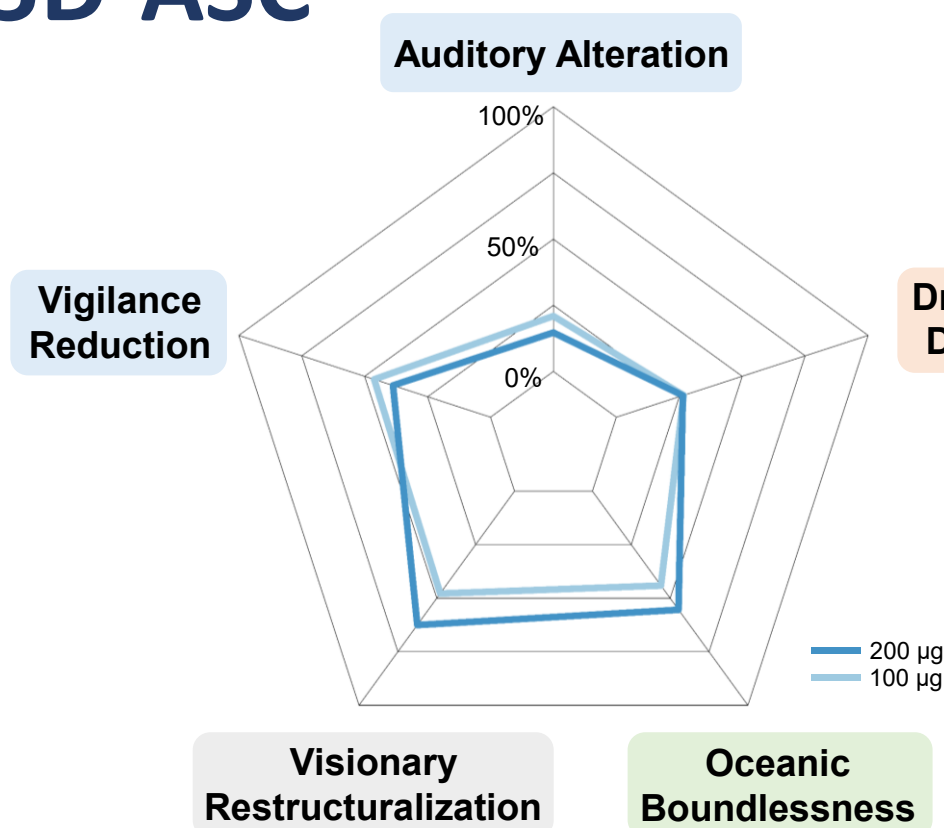 Auditory Alteration
100%
50%
0%
Vigilance
Reduction
200 µg
100 µg
Visionary
Restructuralization
Oceanic
Boundlessness